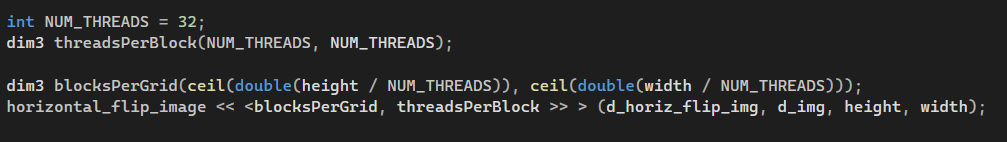 int NUM_THREADS = 32;
dim3 threadsPerBlock(NUM_THREADS, NUM_THREADS);
dim3 blocksPerGrid(ceil(double(height / NUM_THREADS)), ceil(double(width / NUM_THREADS)));
horizontal_flip_image << <blocksPerGrid, threadsPerBlock >> > (d_horiz_flip_img, d_img, height, width);